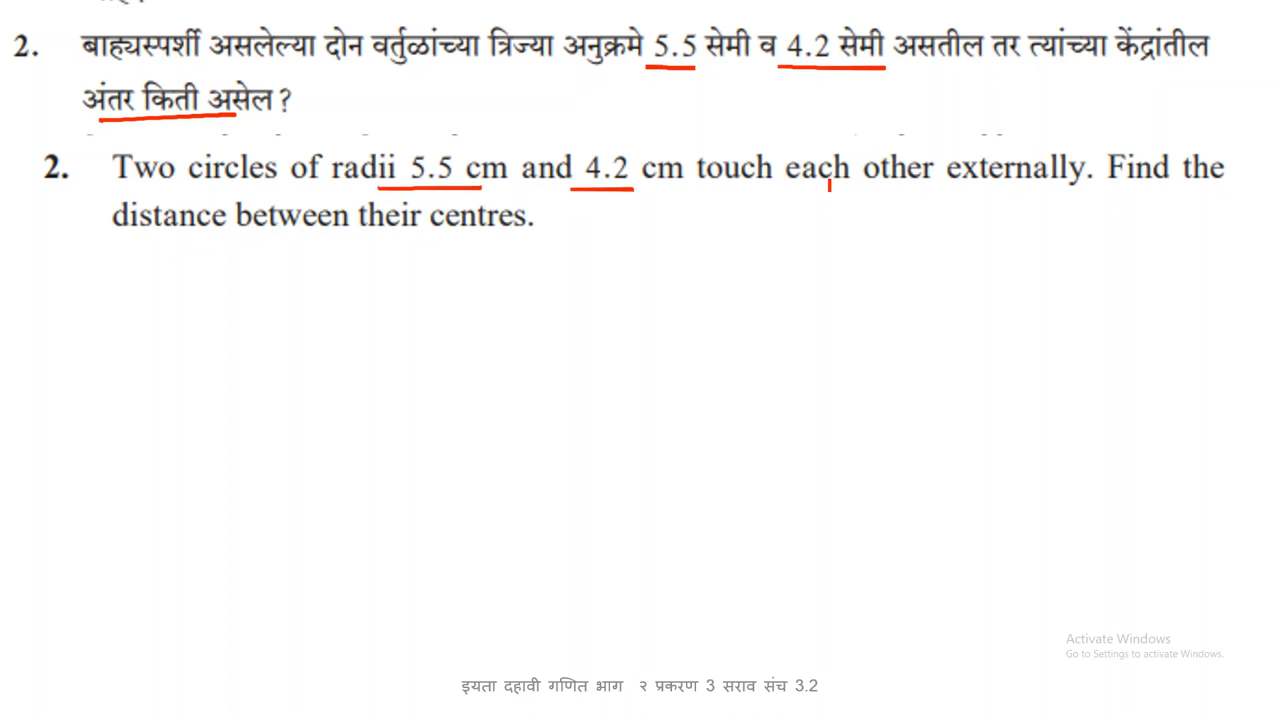 2. बाह्यस्पर्शी असलेल्या दोन वर्तुळांच्या त्रिज्या अनुक्रमे 5.5 सेमी व 4.2 सेमी असतील तर त्यांच्या केंद्रांतील
अंतर किती असेल ?
2. Two circles of radii 5.5 cm and 4.2 cm touch each other externally. Find the
distance between their centres.
Activate Windows
Go to Settings to activate Windows.
इयता दहावी गणित भाग २ प्रकरण 3 सराव संच 3.2